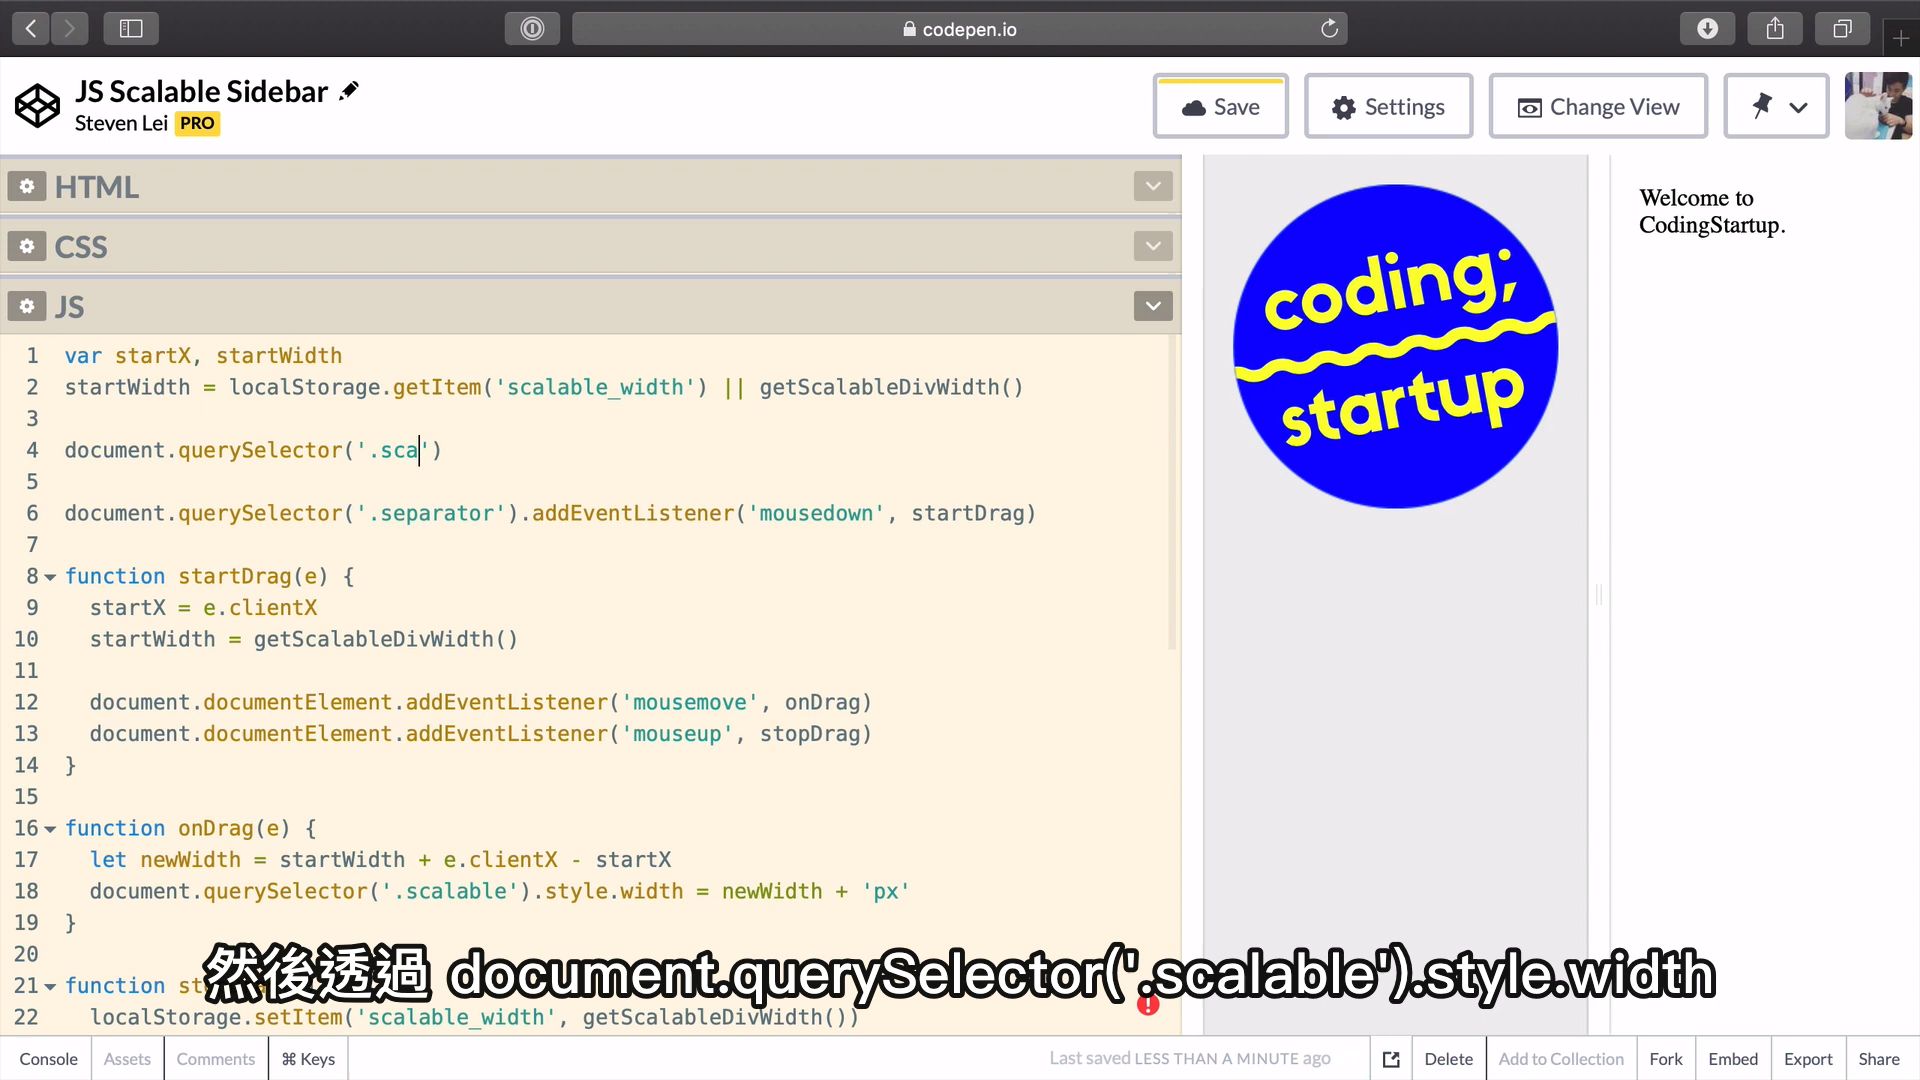 codepen.io
JS Scalable Sidebar
Steven Lei PRO
Save
Settings
Change View
HTML
CSS
JS
1 var startX, startWidth
2 startWidth = localStorage.getItem('scalable_width') || getScalableDivWidth()
3
4 document.querySelector('.sca')
5
6 document.querySelector('.separator').addEventListener('mousedown', startDrag)
7
8 function startDrag(e) {
9 startX = e.clientX
10 startWidth = getScalableDivWidth()
11
12 document.documentElement.addEventListener('mousemove', onDrag)
13 document.documentElement.addEventListener('mouseup', stopDrag)
14 }
15
16 function onDrag(e) {
17 let newWidth = startWidth + e.clientX - startX
18 document.querySelector('.scalable').style.width = newWidth + 'px'
19 }
20
21 function
22 localStorage.setItem('scalable_width', getScalableDivWidth())
coding;
startup
Welcome to
CodingStartup.
然後透過 document.querySelector('.scalable').style.width
Console
Assets
Comments
⌘ Keys
Last saved LESS THAN A MINUTE ago
Delete
Add to Collection
Fork
Embed
Export
Share